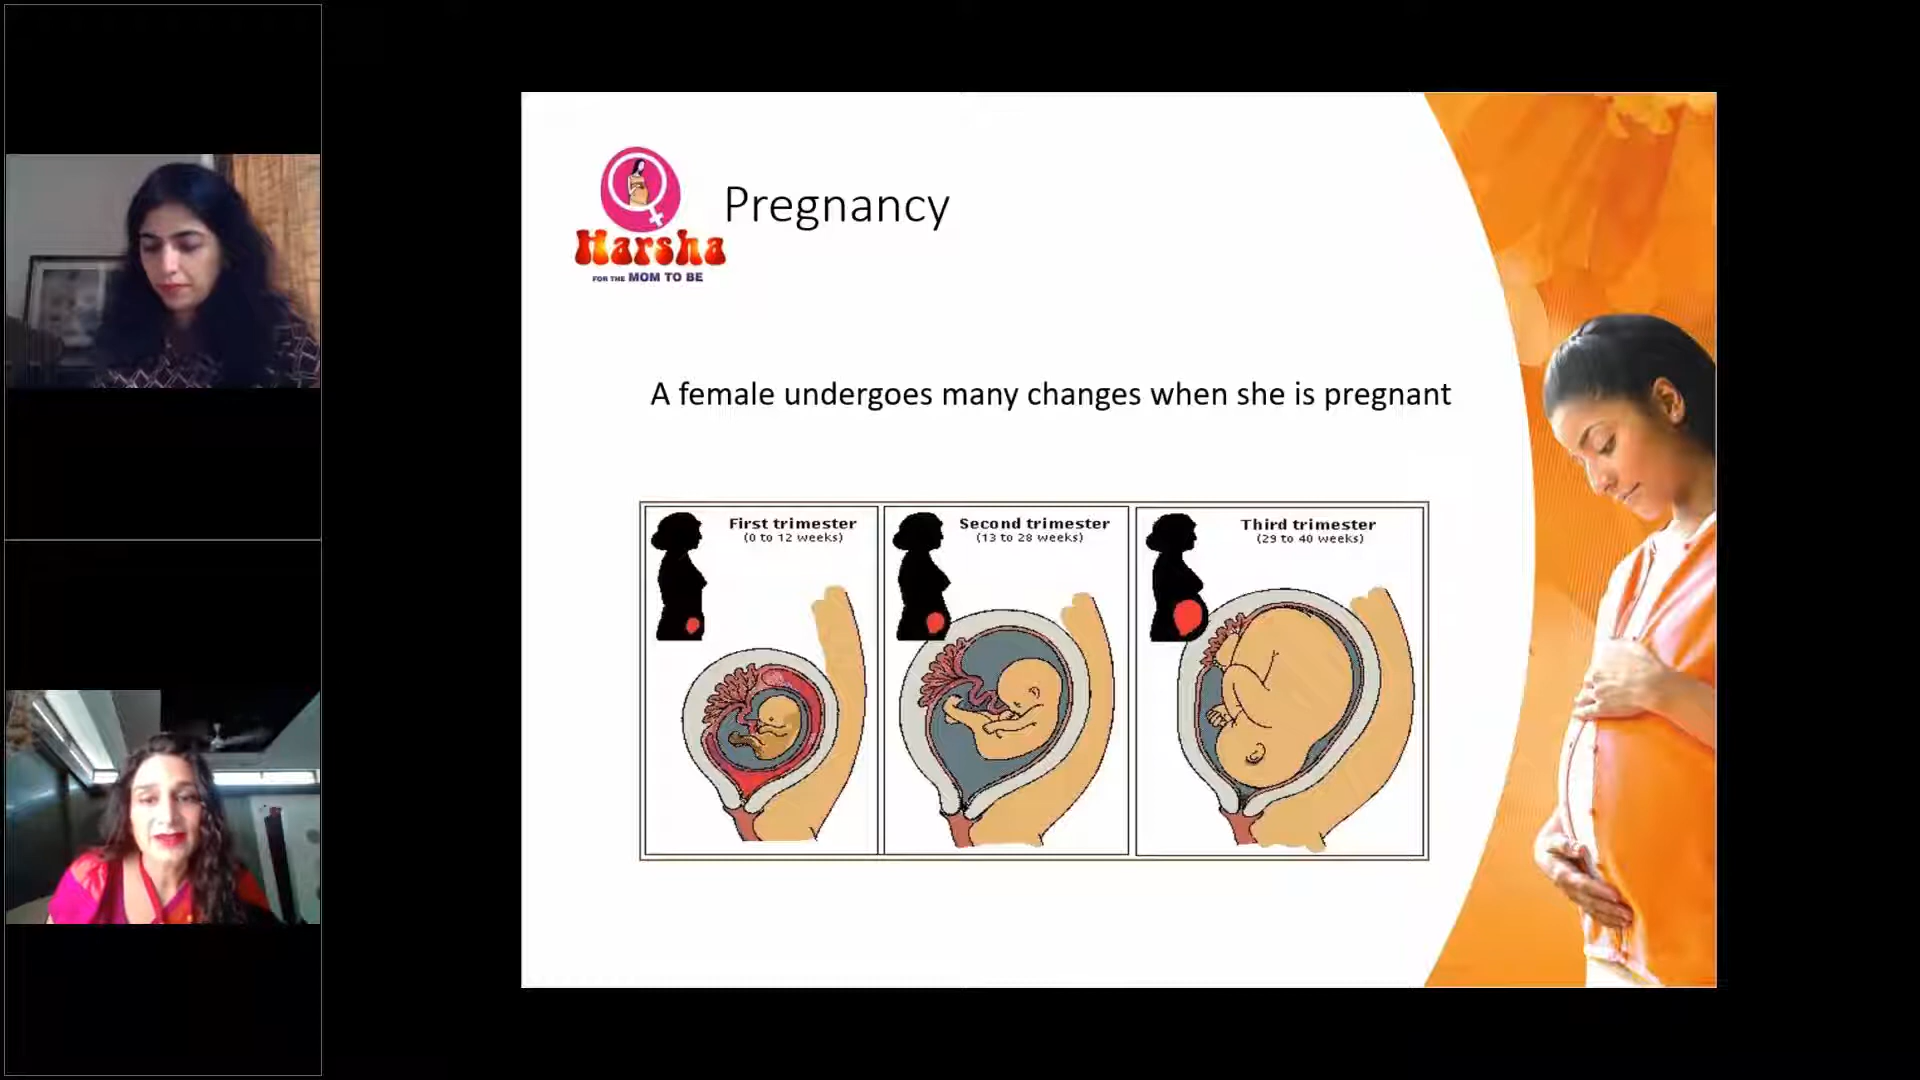 Pregnancy
Harsha
FOR THE MOM TO BE
A female undergoes many changes when she is pregnant
First trimester
(0 to 12 weeks)
Second trimester
(13 to 28 weeks)
Third trimester
(29 to 40 weeks)